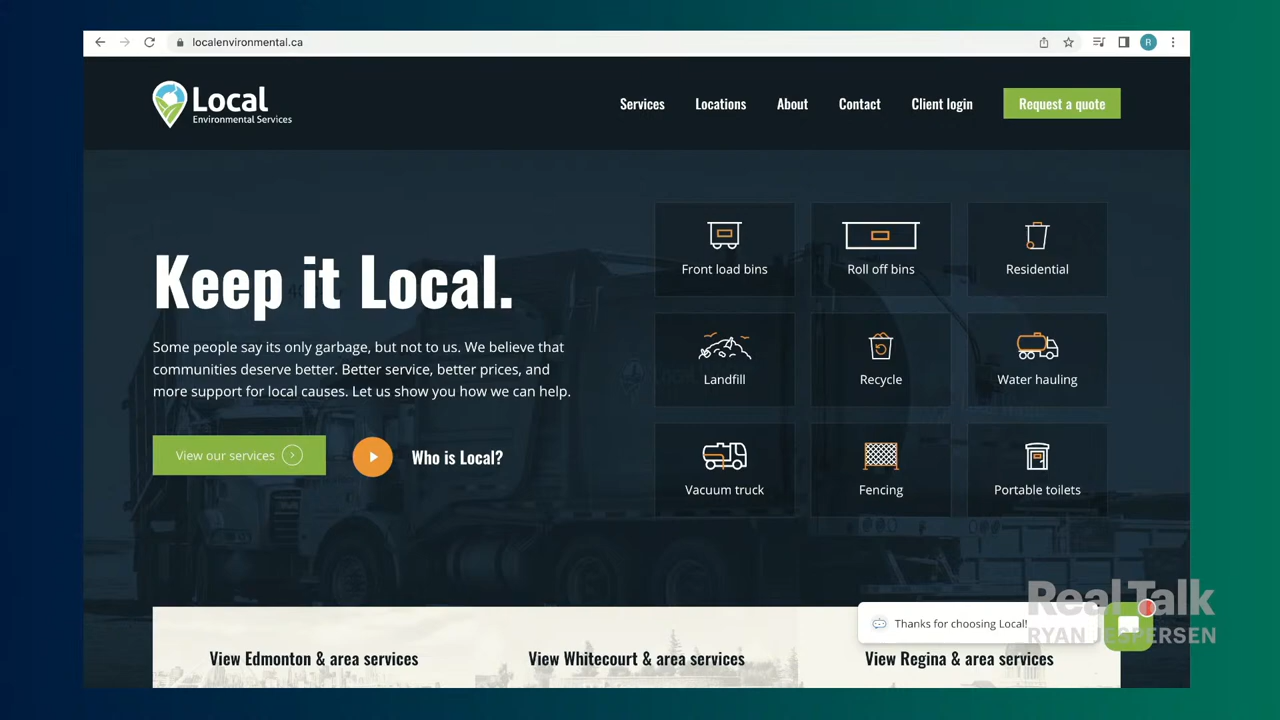 localenvironmental.ca
R
Local
Environmental Services
Services
Locations
About
Contact
Client login
Request a quote
Keep it Local.
Some people say its only garbage, but not to us. We believe that
communities deserve better. Better service, better prices, and
more support for local causes. Let us show you how we can help.
View our services
Who is Local?
Front load bins
Roll off bins
Residential
Landfill
Recycle
Water hauling
Vacuum truck
Fencing
Portable toilets
Thanks for choosing Local!
Real Talk
RYAN JESPERSEN
View Edmonton & area services
View Whitecourt & area services
View Regina & area services